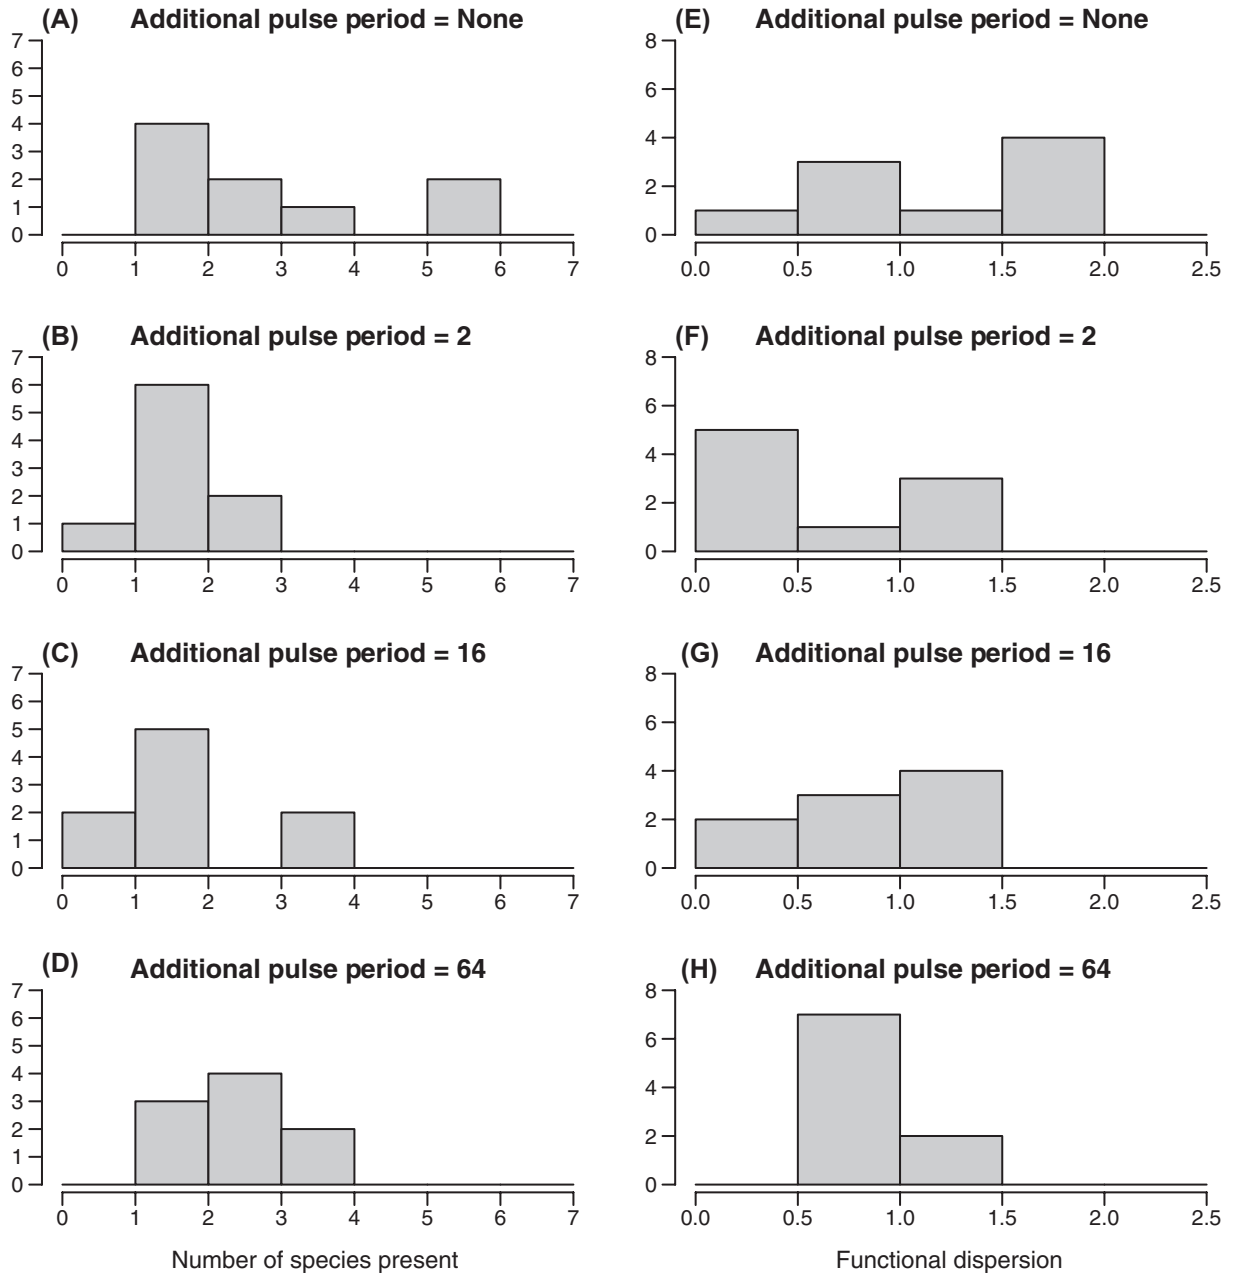 (A) Additional pulse period = None
7
6
5
4
3
2
1
0
0 1 2 3 4 5 6 7
(E) Additional pulse period = None
8
6
4
2
0
0.0 0.5 1.0 1.5 2.0 2.5
(B) Additional pulse period = 2
7
6
5
4
3
2
1
0
0 1 2 3 4 5 6 7
(F) Additional pulse period = 2
8
6
4
2
0
0.0 0.5 1.0 1.5 2.0 2.5
(C) Additional pulse period = 16
7
6
5
4
3
2
1
0
0 1 2 3 4 5 6 7
(G) Additional pulse period = 16
8
6
4
2
0
0.0 0.5 1.0 1.5 2.0 2.5
(D) Additional pulse period = 64
7
6
5
4
3
2
1
0
0 1 2 3 4 5 6 7
Number of species present
(H) Additional pulse period = 64
8
6
4
2
0
0.0 0.5 1.0 1.5 2.0 2.5
Functional dispersion